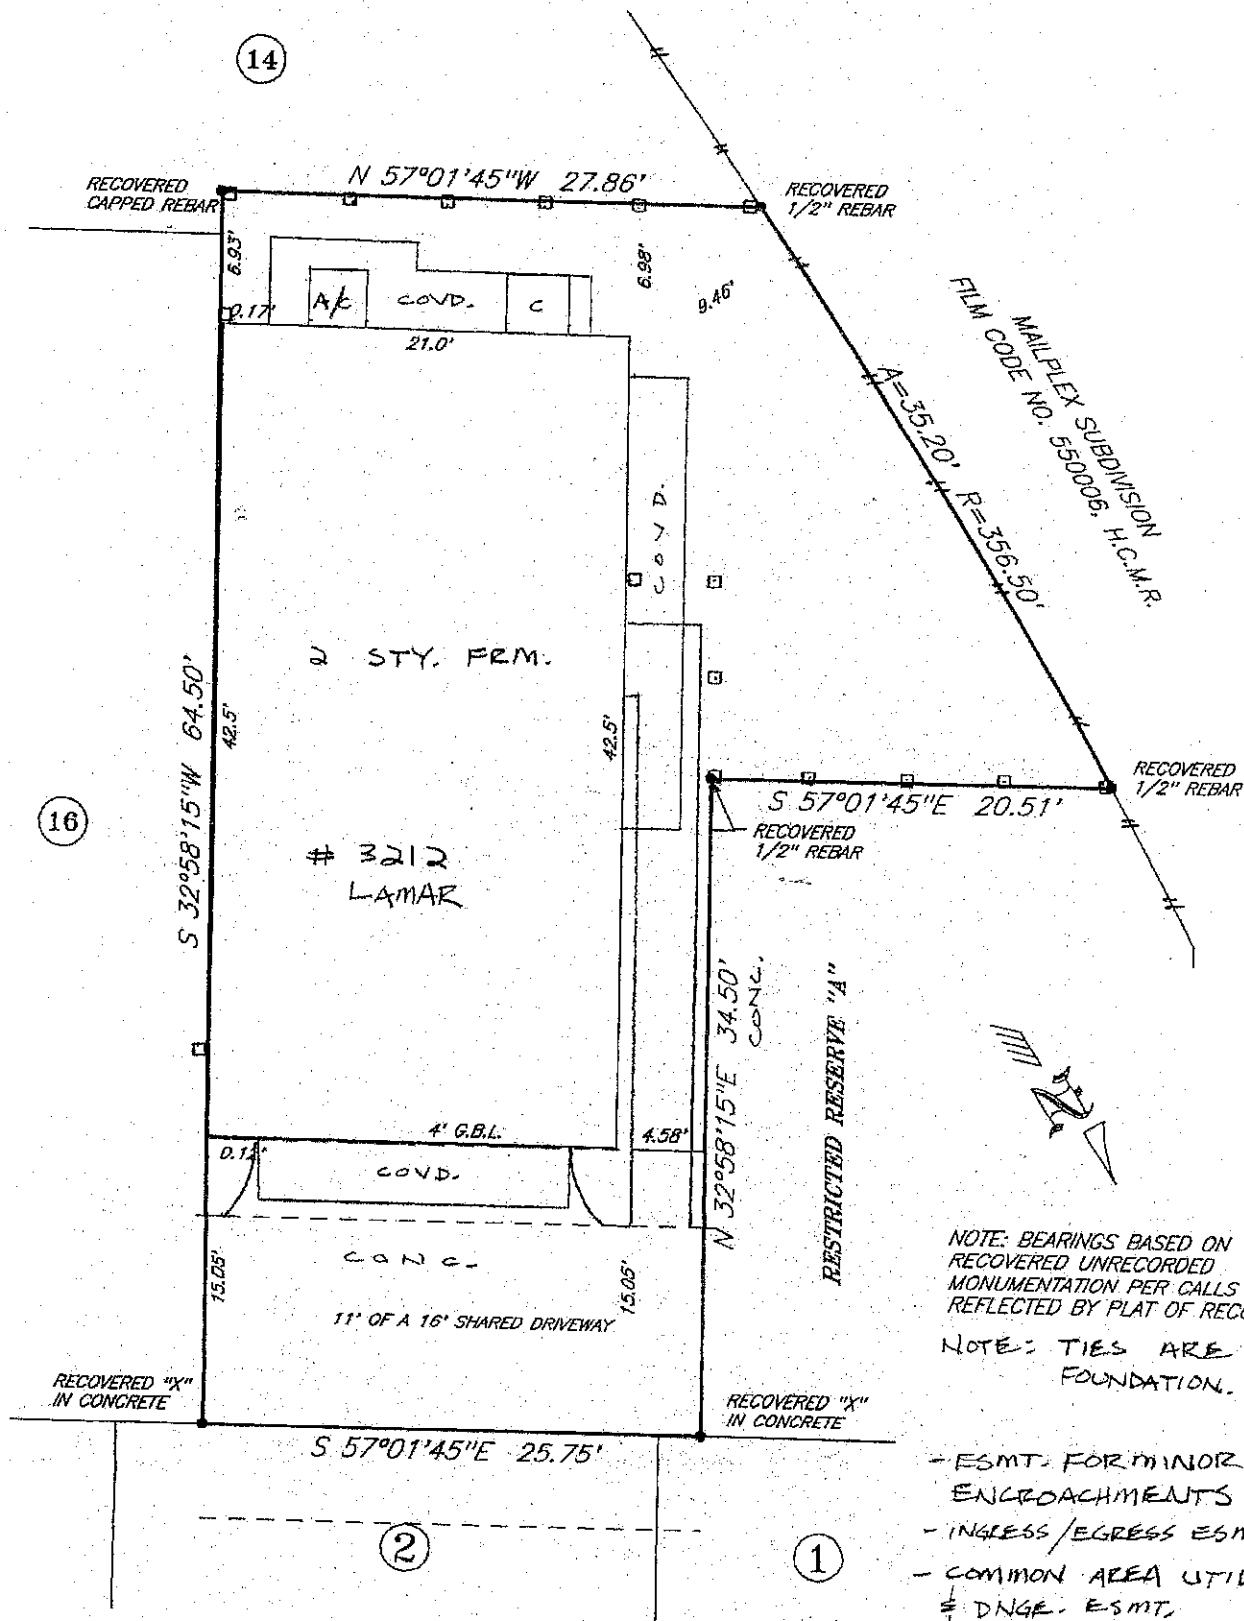 14
N 57°01'45"W 27.86'
RECOVERED
CAPPED REBAR
RECOVERED
1/2" REBAR
6.93'
6.98'
9.46'
0.17'
A/C
COVD.
C
21.0'
MAILPLEX SUBDIVISION
FILM CODE NO. 550006, H.C.M.R.
A=35.20' R=356.50'
COVD.
2 STY. FRM.
S 32°58'15"W 64.50'
42.5'
42.5'
16
# 3212
LAMAR
S 57°01'45"E 20.51'
RECOVERED
1/2" REBAR
RECOVERED
1/2" REBAR
N 32°58'15"E 34.50'
CONC.
RESTRICTED RESERVE "A"
N
4' G.B.L.
4.58'
0.12'
COVD.
CONC.
15.05'
15.05'
11' OF A 16' SHARED DRIVEWAY
NOTE: BEARINGS BASED ON
RECOVERED UNRECORDED
MONUMENTATION PER CALLS
REFLECTED BY PLAT OF
NOTE: TIES ARE
FOUNDATION.
RECOVERED "X"
IN CONCRETE
RECOVERED "X"
IN CONCRETE
S 57°01'45"E 25.75'
- ESMT. FOR MINOR
ENCROACHMENTS
- INGRESS/EGRESS
- COMMON AREA
& DNGE. ESMT.
2
1